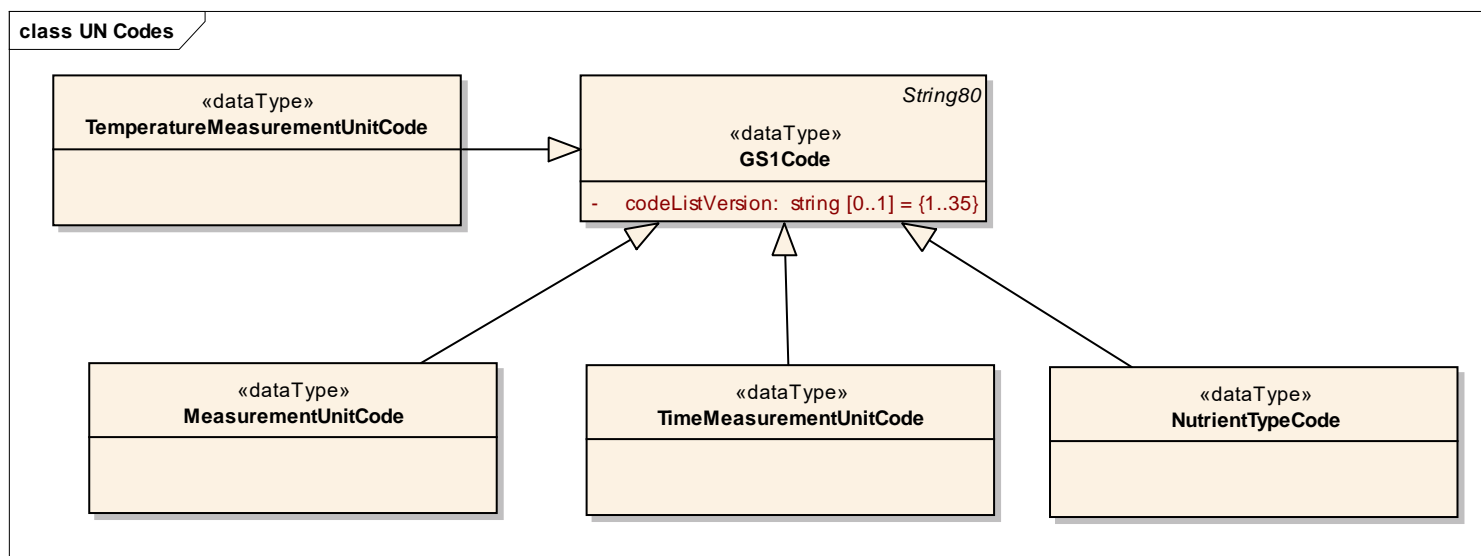 class UN Codes
«dataType»
TemperatureMeasurementUnitCode
String80
«dataType»
GS1Code
- codeListVersion: string [0..1] = {1..35}
«dataType»
MeasurementUnitCode
«dataType»
TimeMeasurementUnitCode
«dataType»
NutrientTypeCode